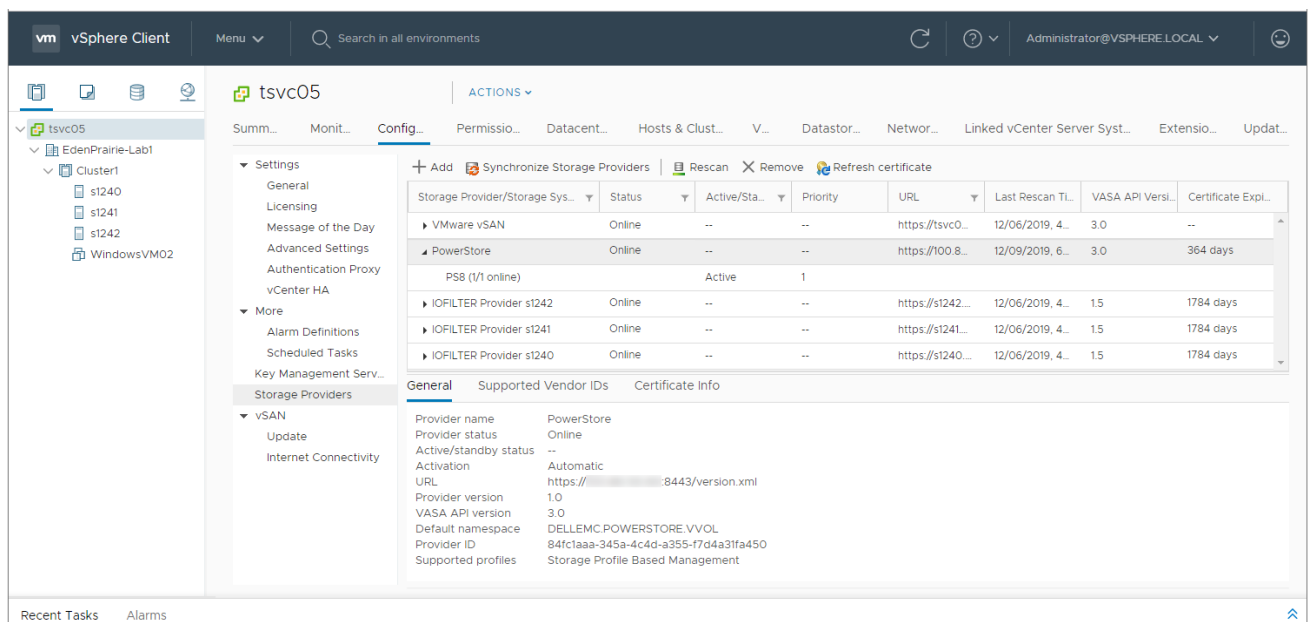 vm vSphere Client Menu Search in all environments Administrator@VSPHERE.LOCAL
tsvc05
EdenPrairie-Lab1
Cluster1
s1240
s1241
s1242
WindowsVM02
tsvc05 ACTIONS
Summ... Monit... Config... Permissio... Datacent... Hosts & Clust... V... Datastor... Networ... Linked vCenter Server Syst... Extensio... Updat...
Settings
General
Licensing
Message of the Day
Advanced Settings
Authentication Proxy
vCenter HA
More
Alarm Definitions
Scheduled Tasks
Key Management Serv...
Storage Providers
vSAN
Update
Internet Connectivity
Add Synchronize Storage Providers Rescan Remove Refresh certificate
Storage Provider/Storage Sys... Status Active/Sta... Priority URL Last Rescan Ti... VASA API Versi... Certificate Expi...
VMware vSAN Online -- -- https://tsvc0... 12/06/2019, 4... 3.0 --
PowerStore Online -- -- https://100.8... 12/09/2019, 6... 3.0 364 days
PS8 (1/1 online) Active 1
IOFILTER Provider s1242 Online -- -- https://s1242.... 12/06/2019, 4... 1.5 1784 days
IOFILTER Provider s1241 Online -- -- https://s1241.... 12/06/2019, 4... 1.5 1784 days
IOFILTER Provider s1240 Online -- -- https://s1240.... 12/06/2019, 4... 1.5 1784 days
General Supported Vendor IDs Certificate Info
Provider name PowerStore
Provider status Online
Active/standby status --
Activation Automatic
URL https:// :8443/version.xml
Provider version 1.0
VASA API version 3.0
Default namespace DELLEMC.POWERSTORE.VVOL
Provider ID 84fc1aaa-345a-4c4d-a355-f7d4a31fa450
Supported profiles Storage Profile Based Management
Recent Tasks Alarms